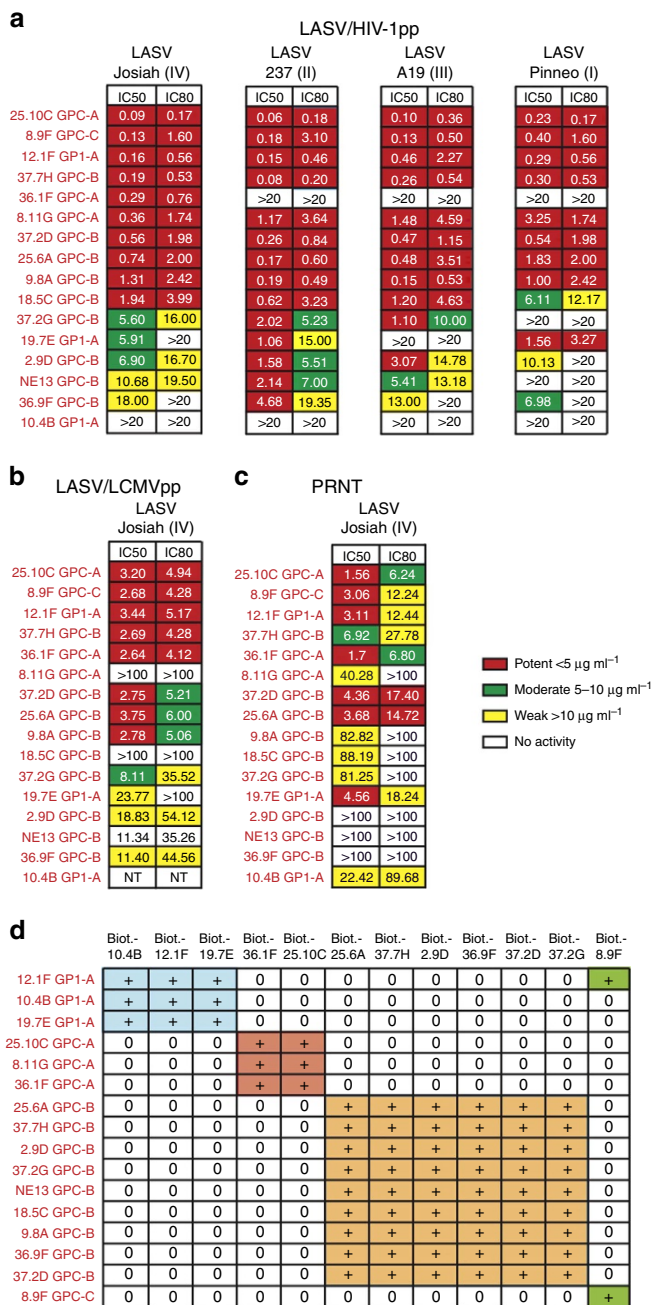 a
LASV/HIV-1pp
LASV LASV LASV LASV
Josiah (IV) 237 (II) A19 (III) Pinneo (I)
IC50 IC80 IC50 IC80 IC50 IC80 IC50 IC80
25.10C GPC-A 0.09 0.17 0.06 0.18 0.10 0.36 0.23 0.17
8.9F GPC-C 0.13 1.60 0.18 3.10 0.13 0.50 0.40 1.60
12.1F GP1-A 0.16 0.56 0.15 0.46 0.46 2.27 0.29 0.56
37.7H GPC-B 0.19 0.53 0.08 0.20 0.26 0.54 0.30 0.53
36.1F GPC-A 0.29 0.76 >20 >20 >20 >20 >20 >20
8.11G GPC-A 0.36 1.74 1.17 3.64 1.48 4.59 3.25 1.74
37.2D GPC-B 0.56 1.98 0.26 0.84 0.47 1.15 0.54 1.98
25.6A GPC-B 0.74 2.00 0.17 0.60 0.48 3.51 1.83 2.00
9.8A GPC-B 1.31 2.42 0.19 0.49 0.15 0.53 1.00 2.42
18.5C GPC-B 1.94 3.99 0.62 3.23 1.20 4.63 6.11 12.17
37.2G GPC-B 5.60 16.00 2.02 5.23 1.10 10.00 >20 >20
19.7E GP1-A 5.91 >20 1.06 15.00 >20 >20 1.56 3.27
2.9D GPC-B 6.90 16.70 1.58 5.51 3.07 14.78 10.13 >20
NE13 GPC-B 10.68 19.50 2.14 7.00 5.41 13.18 >20 >20
36.9F GPC-B 18.00 >20 4.68 19.35 13.00 >20 6.98 >20
10.4B GP1-A >20 >20 >20 >20 >20 >20 >20 >20
b
LASV/LCMVpp
LASV
Josiah (IV)
IC50 IC80
25.10C GPC-A 3.20 4.94
8.9F GPC-C 2.68 4.28
12.1F GP1-A 3.44 5.17
37.7H GPC-B 2.69 4.28
36.1F GPC-A 2.64 4.12
8.11G GPC-A >100 >100
37.2D GPC-B 2.75 5.21
25.6A GPC-B 3.75 6.00
9.8A GPC-B 2.78 5.06
18.5C GPC-B >100 >100
37.2G GPC-B 8.11 35.52
19.7E GP1-A 23.77 >100
2.9D GPC-B 18.83 54.12
NE13 GPC-B 11.34 35.26
36.9F GPC-B 11.40 44.56
10.4B GP1-A NT NT
c
PRNT
LASV
Josiah (IV)
IC50 IC80
25.10C GPC-A 1.56 6.24
8.9F GPC-C 3.06 12.24
12.1F GP1-A 3.11 12.44
37.7H GPC-B 6.92 27.78
36.1F GPC-A 1.7 6.80
8.11G GPC-A 40.28 >100
37.2D GPC-B 4.36 17.40
25.6A GPC-B 3.68 14.72
9.8A GPC-B 82.82 >100
18.5C GPC-B 88.19 >100
37.2G GPC-B 81.25 >100
19.7E GP1-A 4.56 18.24
2.9D GPC-B >100 >100
NE13 GPC-B >100 >100
36.9F GPC-B >100 >100
10.4B GP1-A 22.42 89.68
Potent <5 μg ml⁻¹
Moderate 5–10 μg ml⁻¹
Weak >10 μg ml⁻¹
No activity
d
Biot.- Biot.- Biot.- Biot.- Biot.- Biot.- Biot.- Biot.- Biot.- Biot.- Biot.- Biot.-
10.4B 12.1F 19.7E 36.1F 25.10C 25.6A 37.7H 2.9D 36.9F 37.2D 37.2G 8.9F
12.1F GP1-A + + + 0 0 0 0 0 0 0 0 +
10.4B GP1-A + + + 0 0 0 0 0 0 0 0 0
19.7E GP1-A + + + 0 0 0 0 0 0 0 0 0
25.10C GPC-A 0 0 0 + + 0 0 0 0 0 0 0
8.11G GPC-A 0 0 0 + + 0 0 0 0 0 0 0
36.1F GPC-A 0 0 0 + + 0 0 0 0 0 0 0
25.6A GPC-B 0 0 0 0 0 + + + + + + 0
37.7H GPC-B 0 0 0 0 0 + + + + + + 0
2.9D GPC-B 0 0 0 0 0 + + + + + + 0
37.2G GPC-B 0 0 0 0 0 + + + + + + 0
NE13 GPC-B 0 0 0 0 0 + + + + + + 0
18.5C GPC-B 0 0 0 0 0 + + + + + + 0
9.8A GPC-B 0 0 0 0 0 + + + + + + 0
36.9F GPC-B 0 0 0 0 0 + + + + + + 0
37.2D GPC-B 0 0 0 0 0 + + + + + + 0
8.9F GPC-C 0 0 0 0 0 0 0 0 0 0 0 +